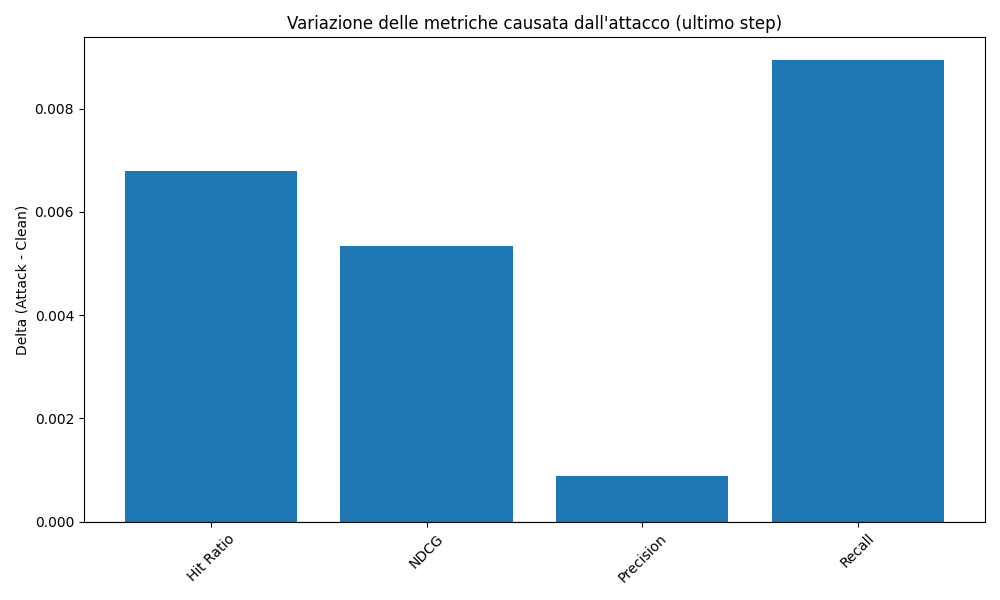 Variazione delle metriche causata dall'attacco (ultimo step)
Delta (Attack - Clean)
0.008
0.006
0.004
0.002
0.000
Hit Ratio
NDCG
Precision
Recall